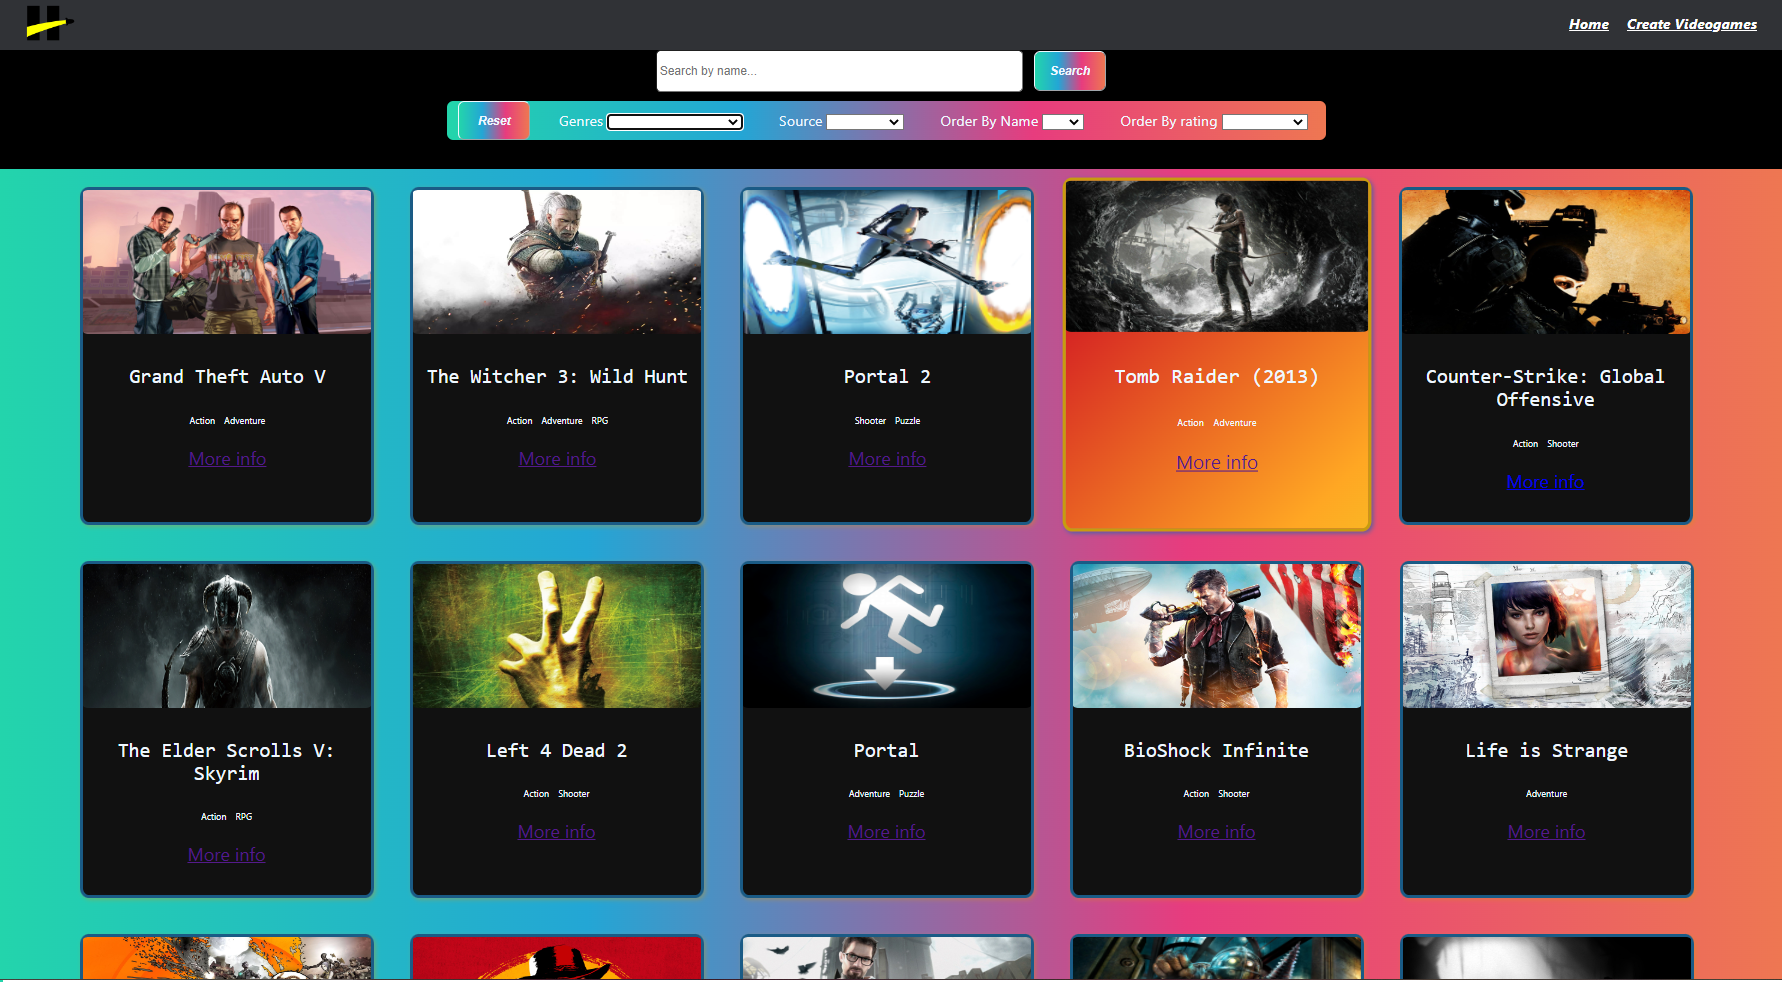 H
Home Create Videogames
Search by name... Search
Reset Genres Source Order By Name Order By rating
Grand Theft Auto V
Action Adventure
More info
The Witcher 3: Wild Hunt
Action Adventure RPG
More info
Portal 2
Shooter Puzzle
More info
Tomb Raider (2013)
Action Adventure
More info
Counter-Strike: Global
Offensive
Action Shooter
More info
The Elder Scrolls V:
Skyrim
Action RPG
More info
Left 4 Dead 2
Action Shooter
More info
Portal
Adventure Puzzle
More info
BioShock Infinite
Action Shooter
More info
Life is Strange
Adventure
More info